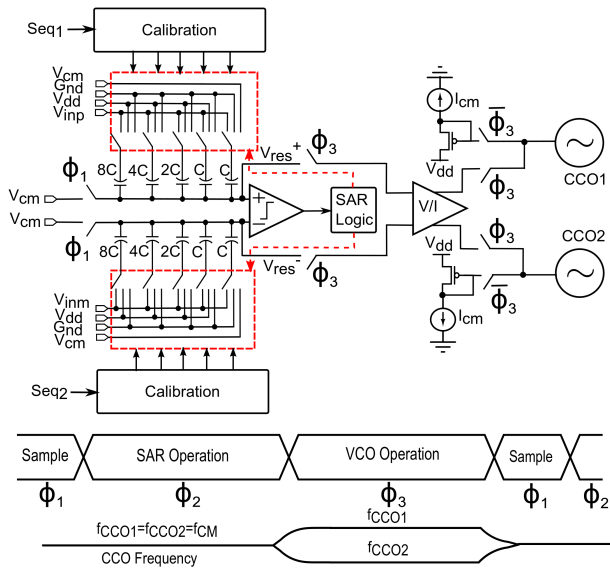 Seq1
Calibration
Vcm
Gnd
Vdd
Vinp
ϕ1
8C
4C
2C
C
C
Vcm
Vcm
ϕ1
8C
4C
2C
C
C
Vinm
Vdd
Gnd
Vcm
Seq2
Calibration
Vres+
ϕ3
+
-
SAR
Logic
Vres-
ϕ3
V/I
Icm
Vdd
ϕ̅3
ϕ3
CCO1
CCO2
ϕ3
Vdd
ϕ̅3
Icm
Sample
SAR Operation
VCO Operation
Sample
ϕ1
ϕ2
ϕ3
ϕ1
ϕ2
fCCO1=fCCO2=fCM
CCO Frequency
fCCO1
fCCO2